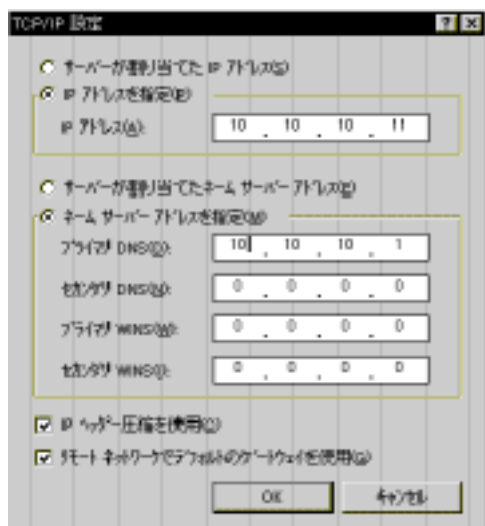 TCP/IP 設定
サーバーが割り当てた IP アドレス(S)
IP アドレスを指定(P)
IP アドレス(A): 10 . 10 . 10 . 11
サーバーが割り当てたネーム サーバー アドレス(E)
ネーム サーバー アドレスを指定(M)
プライマリ DNS(D): 10 . 10 . 10 . 1
セカンダリ DNS(N): 0 . 0 . 0 . 0
プライマリ WINS(W): 0 . 0 . 0 . 0
セカンダリ WINS(I): 0 . 0 . 0 . 0
IP ヘッダー圧縮を使用(C)
リモート ネットワークでデフォルトのゲートウェイを使用(G)
OK キャンセル